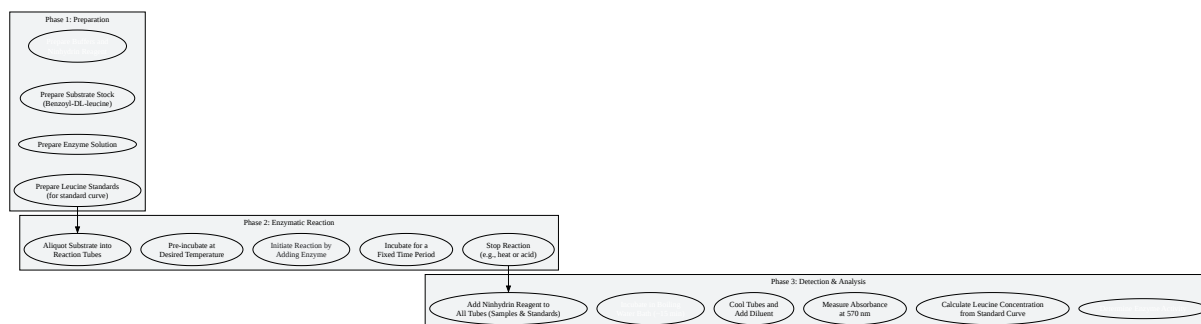 Phase 1: Preparation
Prepare Substrate Stock
(Benzoyl-DL-leucine)
Prepare Enzyme Solution
Prepare Leucine Standards
(for standard curve)
Phase 2: Enzymatic Reaction
Aliquot Substrate into
Reaction Tubes
Pre-incubate at
Desired Temperature
Initiate Reaction by
Adding Enzyme
Incubate for a
Fixed Time Period
Stop Reaction
(e.g., heat or acid)
Phase 3: Detection & Analysis
Add Ninhydrin Reagent to
All Tubes (Samples & Standards)
Cool Tubes and
Add Diluent
Measure Absorbance
at 570 nm
Calculate Leucine Concentration
from Standard Curve